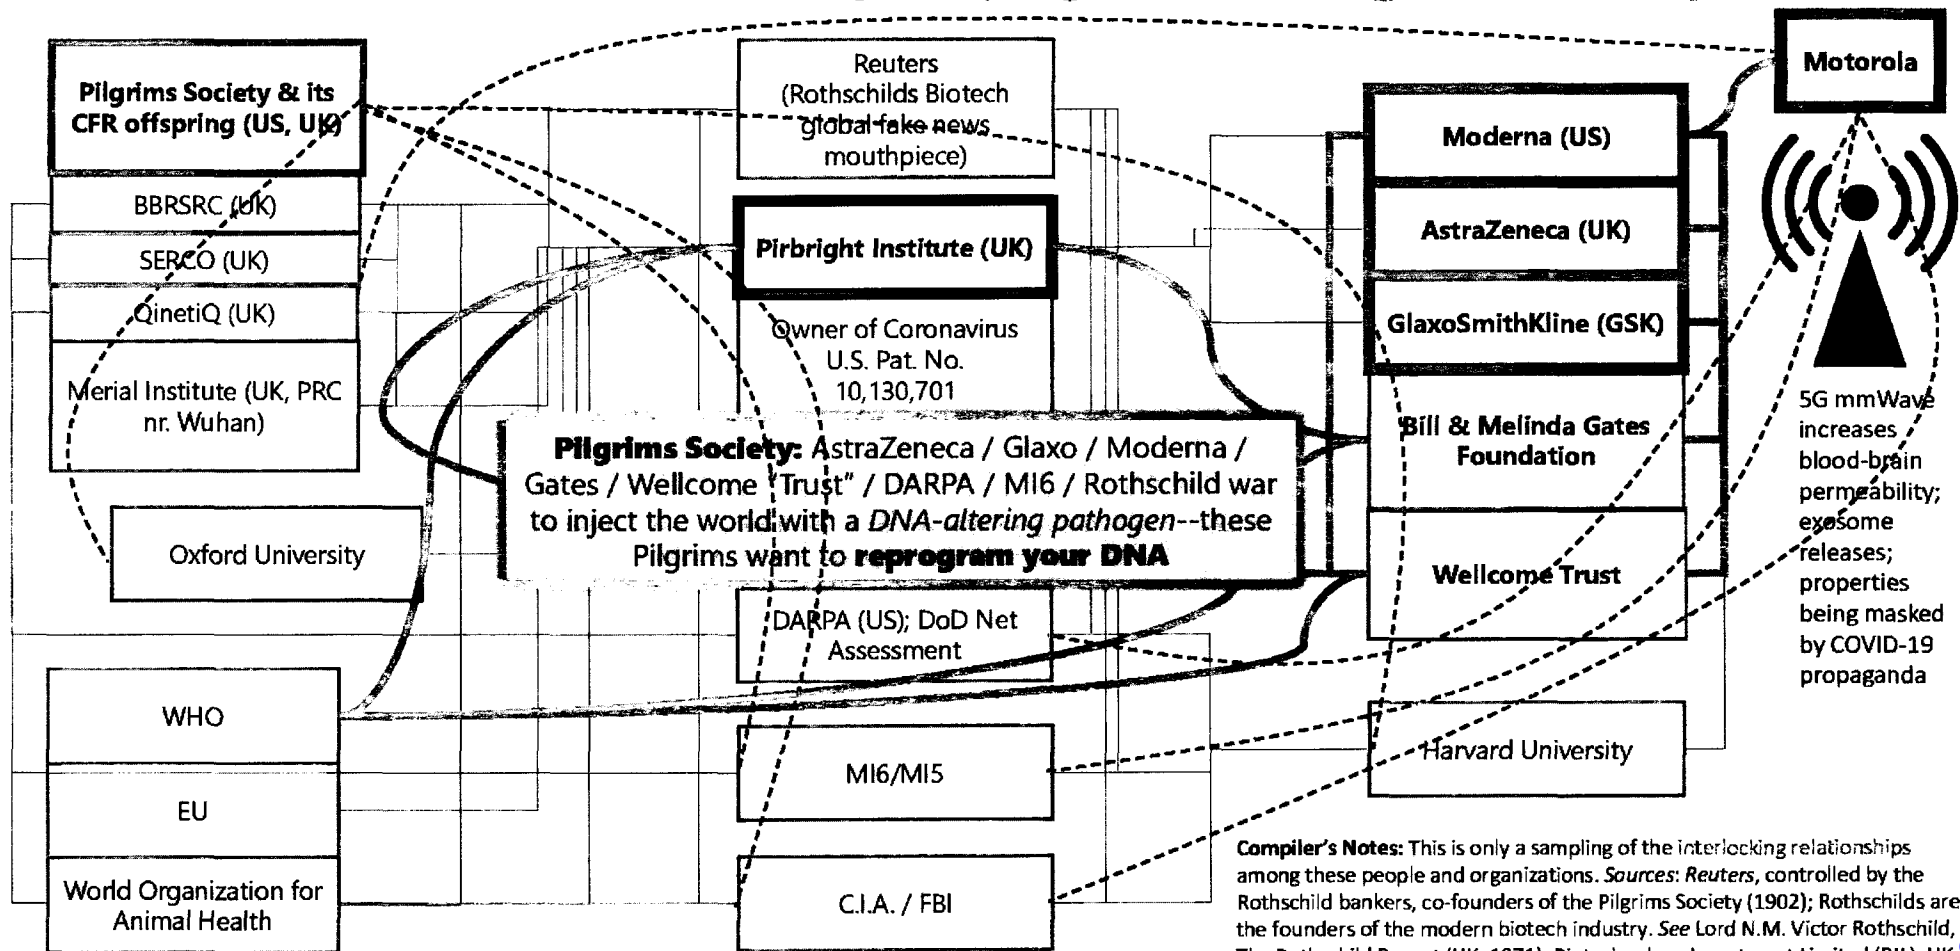 Pilgrims Society & its
CFR offspring (US, UK)
BBRSRC (UK)
SERCO (UK)
QinetiQ (UK)
Merial Institute (UK, PRC
nr. Wuhan)
Oxford University
WHO
EU
World Organization for
Animal Health
Reuters
(Rothschilds Biotech
global fake news
mouthpiece)
Pirbright Institute (UK)
Owner of Coronavirus
U.S. Pat. No.
10,130,701
Pilgrims Society: AstraZeneca / Glaxo / Moderna /
Gates / Wellcome "Trust" / DARPA / MI6 / Rothschild war
to inject the world with a DNA-altering pathogen--these
Pilgrims want to reprogram your DNA
DARPA (US); DoD Net
Assessment
MI6/MI5
C.I.A. / FBI
Moderna (US)
AstraZeneca (UK)
GlaxoSmithKline (GSK)
Bill & Melinda Gates
Foundation
Wellcome Trust
Harvard University
Motorola
5G mmWave
increases
blood-brain
permeability;
exosome
releases;
properties
being masked
by COVID-19
propaganda
Compiler's Notes: This is only a sampling of the interlocking relationships
among these people and organizations. Sources: Reuters, controlled by the
Rothschild bankers, co-founders of the Pilgrims Society (1902); Rothschilds are
the founders of the modern biotech industry. See Lord N.M. Victor Rothschild,